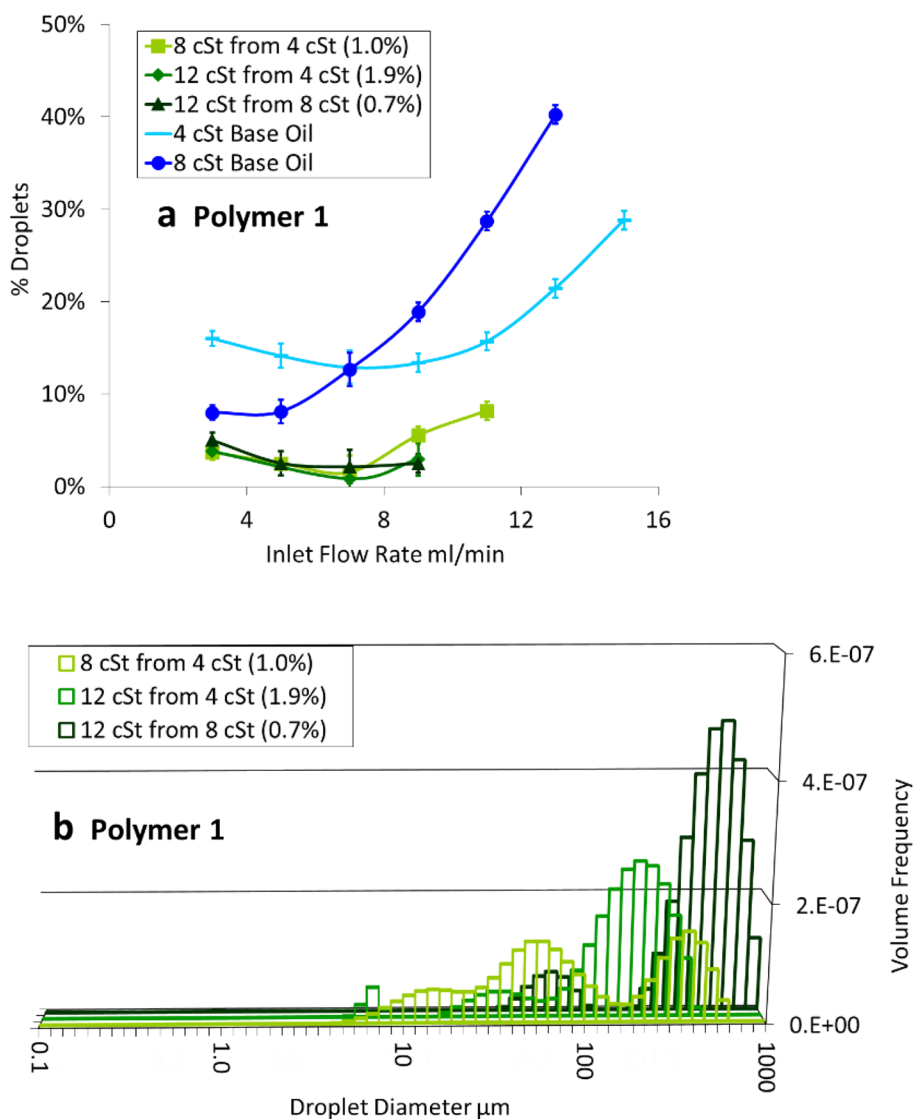 50%
40%
30%
20%
10%
0%
% Droplets
8 cSt from 4 cSt (1.0%)
12 cSt from 4 cSt (1.9%)
12 cSt from 8 cSt (0.7%)
4 cSt Base Oil
8 cSt Base Oil
a Polymer 1
0 4 8 12 16
Inlet Flow Rate ml/min
8 cSt from 4 cSt (1.0%)
12 cSt from 4 cSt (1.9%)
12 cSt from 8 cSt (0.7%)
b Polymer 1
6.E-07
4.E-07
2.E-07
0.E+00
Volume Frequency
0.1 1.0 10 100 1000
Droplet Diameter μm